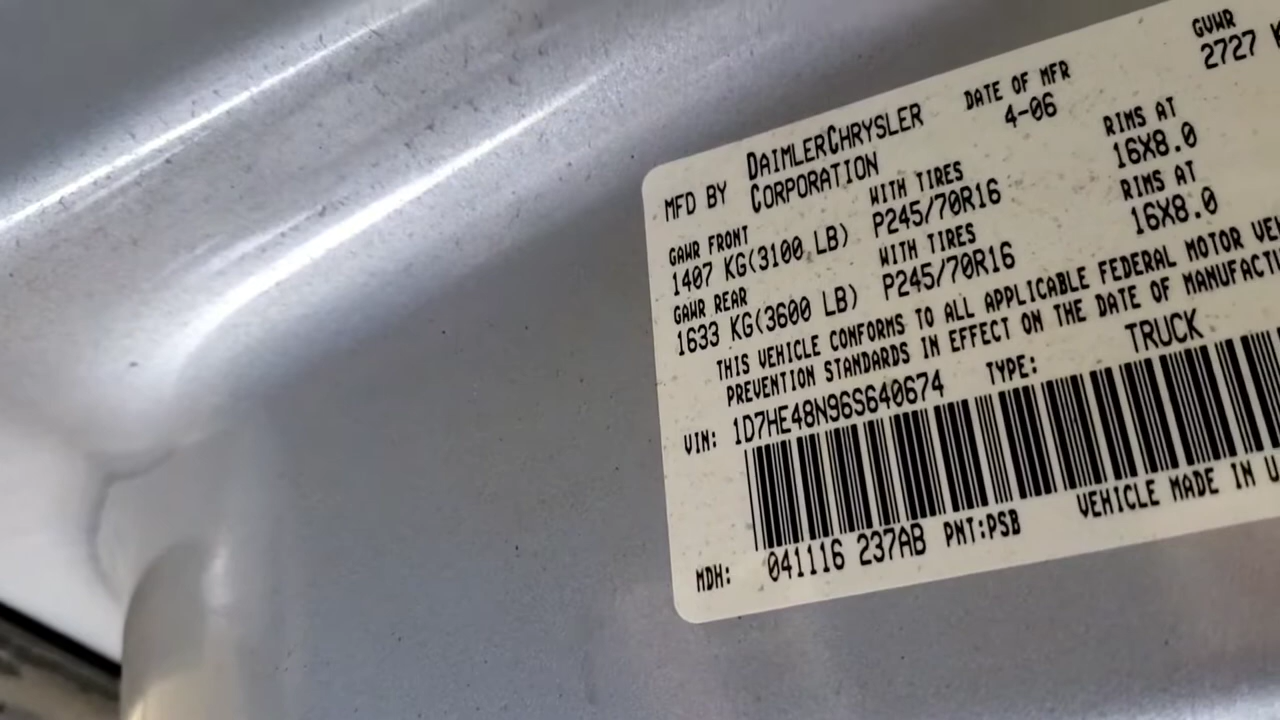 GVWR
2727 K
MFD BY DAIMLERCHRYSLER CORPORATION
DATE OF MFR
4-06
GAWR FRONT WITH TIRES RIMS AT
1407 KG(3100 LB) P245/70R16 16X8.0
GAWR REAR WITH TIRES RIMS AT
1633 KG(3600 LB) P245/70R16 16X8.0
THIS VEHICLE CONFORMS TO ALL APPLICABLE FEDERAL MOTOR VE
PREVENTION STANDARDS IN EFFECT ON THE DATE OF MANUFACTU
VIN: 1D7HE48N96S640674 TYPE: TRUCK
MDH: 041116 237AB PNT:PSB VEHICLE MADE IN U